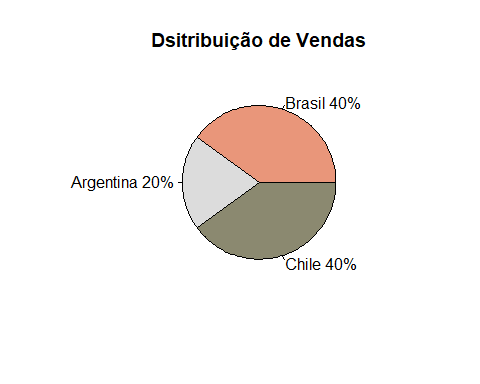 Dsitribuição de Vendas
Brasil 40%
Argentina 20%
Chile 40%